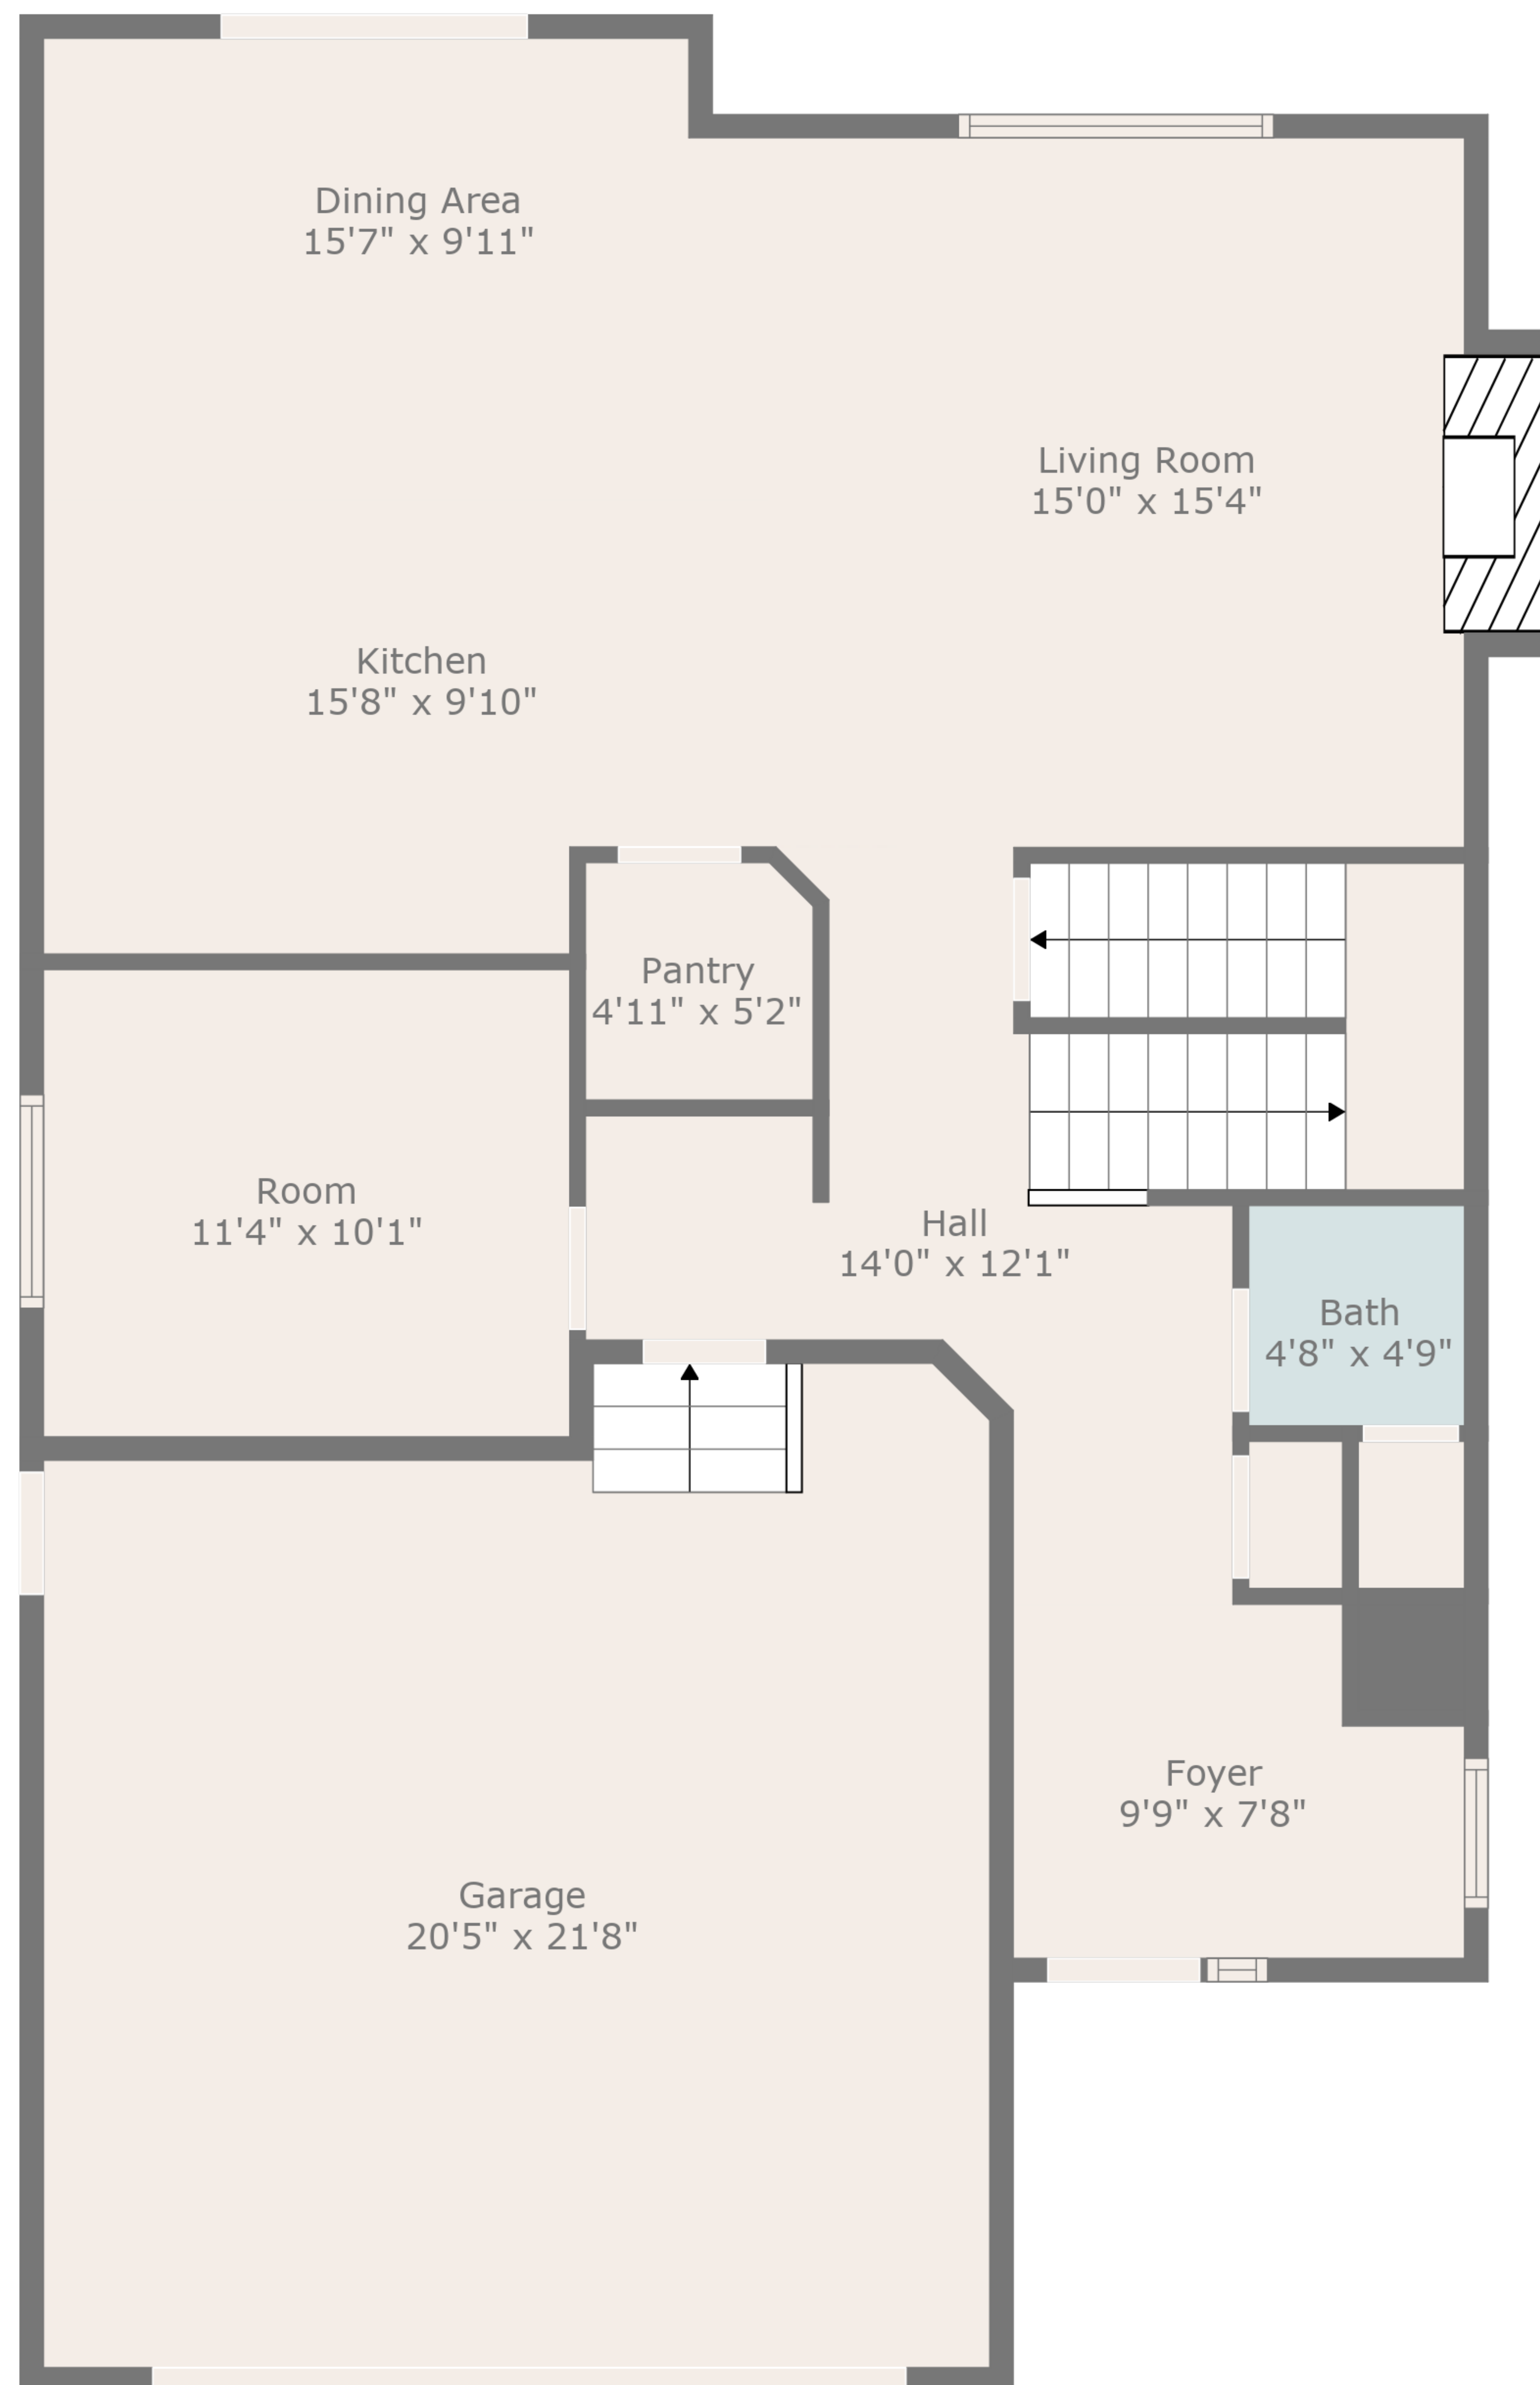 Dining Area
15'7" x 9'11"
Living Room
15'0" x 15'4"
Kitchen
15'8" x 9'10"
Pantry
4'11" x 5'2"
Room
11'4" x 10'1"
Hall
14'0" x 12'1"
Bath
4'8" x 4'9"
Foyer
9'9" x 7'8"
Garage
20'5" x 21'8"